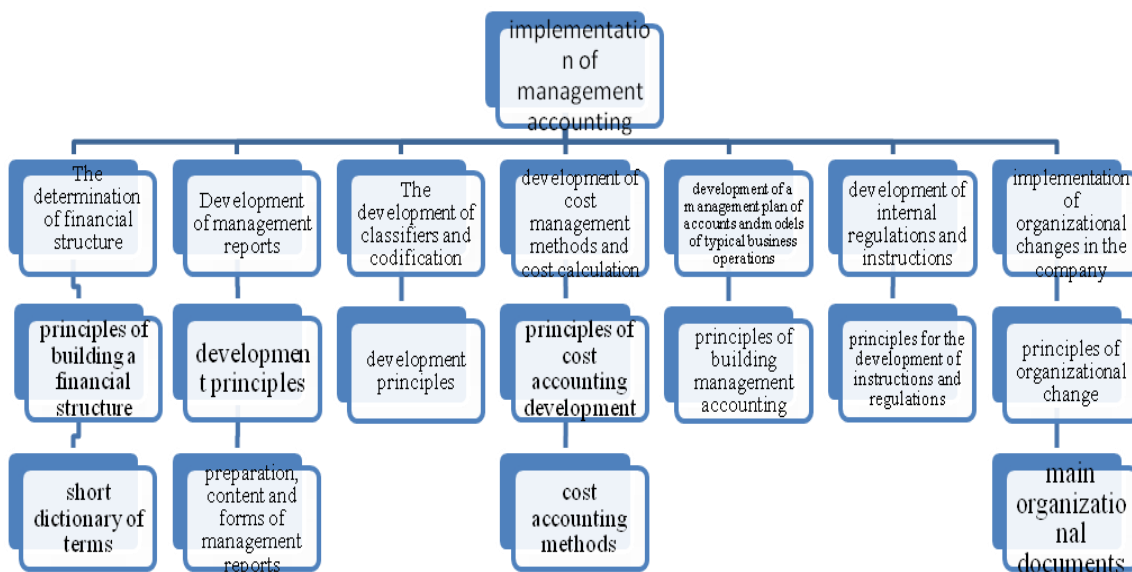 implementatio
n of
management
accounting
The
determination
of financial
structure
Development
of management
reports
The
development of
classifiers and
codification
development of
cost
management
methods and
cost calculation
development of a
management plan of
accounts and models
of typical business
operations
development of
internal
regulations and
instructions
implementation
of
organizational
changes in the
company
principles of
building a
financial
structure
developmen
t principles
development
principles
principles of
cost
accounting
development
principles of
building
management
accounting
principles for the
development of
instructions and
regulations
principles of
organizational
change
short
dictionary of
terms
preparation,
content and
forms of
management
reports
cost
accounting
methods
main
organizatio
nal
documents